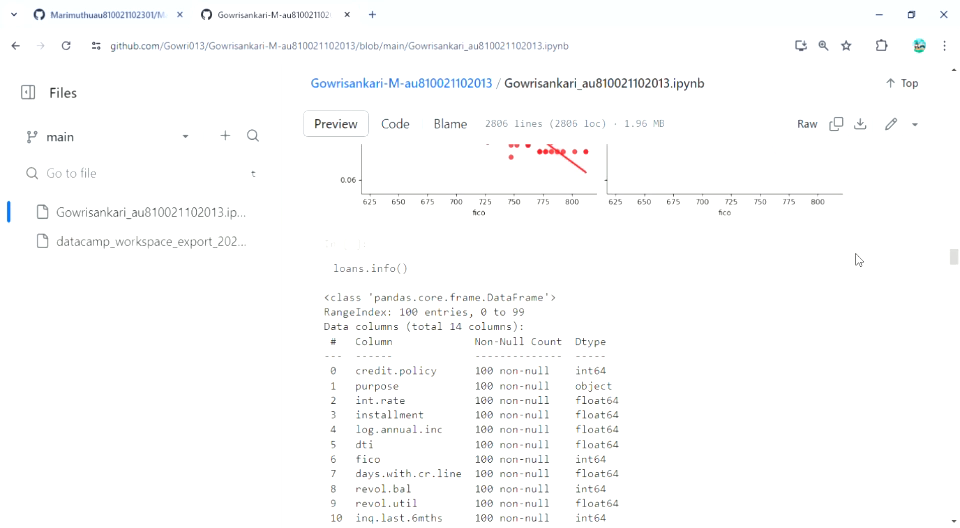 Marimuthuau810021102301/M
Gowrisankari-M-au81002110201
github.com/Gowri013/Gowrisankari-M-au810021102013/blob/main/Gowrisankari_au810021102013.ipynb
Files
main
Go to file
t
Gowrisankari_au810021102013.ip...
datacamp_workspace_export_202...
Gowrisankari-M-au810021102013 / Gowrisankari_au810021102013.ipynb
Top
Preview Code Blame 2806 lines (2806 loc) · 1.96 MB
Raw
0.06
625 650 675 700 725 750 775 800
625 650 675 700 725 750 775 800
fico
fico
loans.info()
<class 'pandas.core.frame.DataFrame'>
RangeIndex: 100 entries, 0 to 99
Data columns (total 14 columns):
# Column Non-Null Count Dtype
--- ------ -------------- -----
0 credit.policy 100 non-null int64
1 purpose 100 non-null object
2 int.rate 100 non-null float64
3 installment 100 non-null float64
4 log.annual.inc 100 non-null float64
5 dti 100 non-null float64
6 fico 100 non-null int64
7 days.with.cr.line 100 non-null float64
8 revol.bal 100 non-null int64
9 revol.util 100 non-null float64
10 inq.last.6mths 100 non-null int64